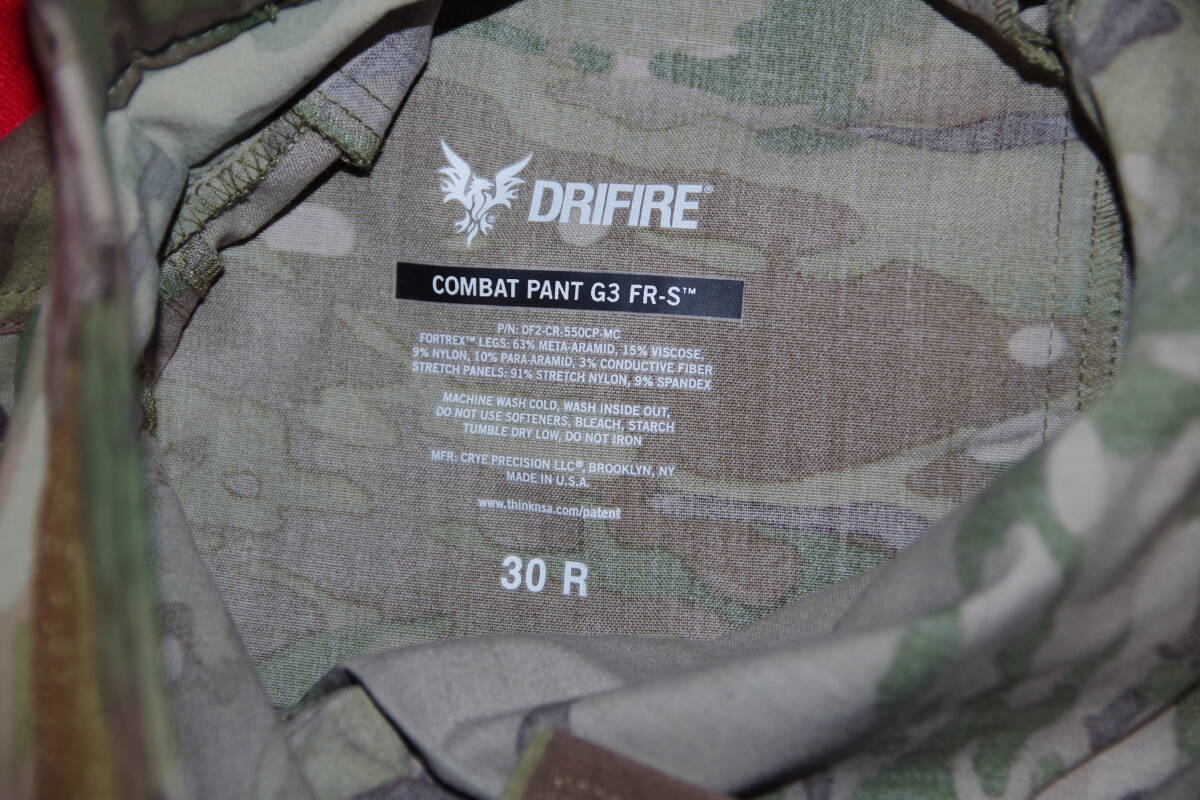 DRIFIRE®
COMBAT PANT G3 FR-S™
P/N: DF2-CR-550CP-MC
FORTREX™ LEGS: 63% META-ARAMID, 15% VISCOSE,
9% NYLON, 10% PARA-ARAMID, 3% CONDUCTIVE FIBER
STRETCH PANELS: 91% STRETCH NYLON, 9% SPANDEX
MACHINE WASH COLD, WASH INSIDE OUT,
DO NOT USE SOFTENERS, BLEACH, STARCH
TUMBLE DRY LOW, DO NOT IRON
MFR: CRYE PRECISION LLC®, BROOKLYN, NY
MADE IN U.S.A.
www.thinknsa.com/patent
30 R